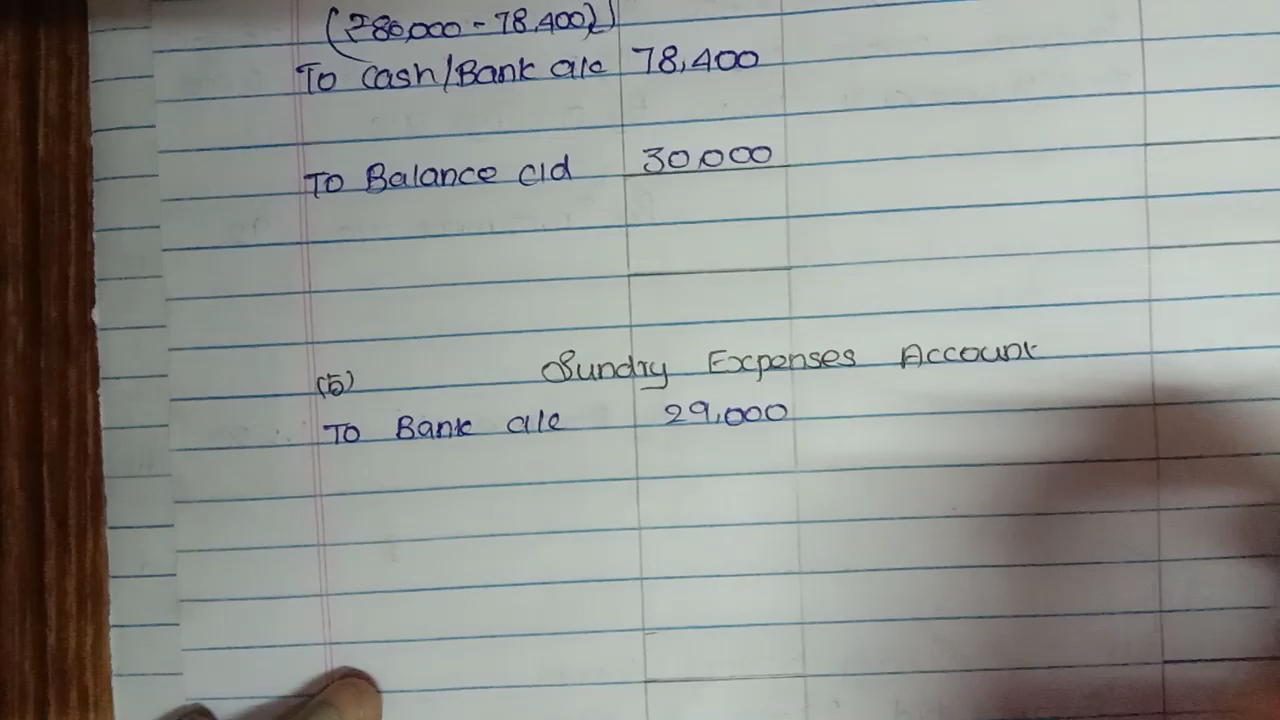 (₹80,000 - 78,400)
To Cash/Bank a/c 78,400
To Balance c/d 30,000
(5) Sundry Expenses Account
To Bank a/c 29,000